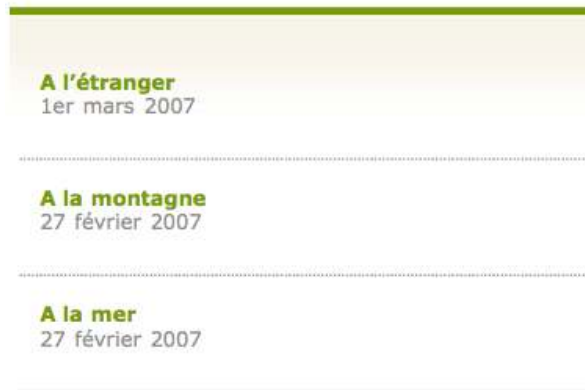 A l’étranger
1er mars 2007
A la montagne
27 février 2007
A la mer
27 février 2007